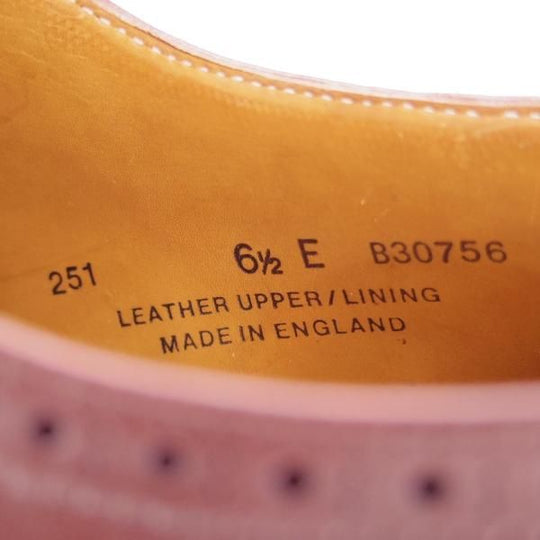 251 6½ E B30756
LEATHER UPPER / LINING
MADE IN ENGLAND